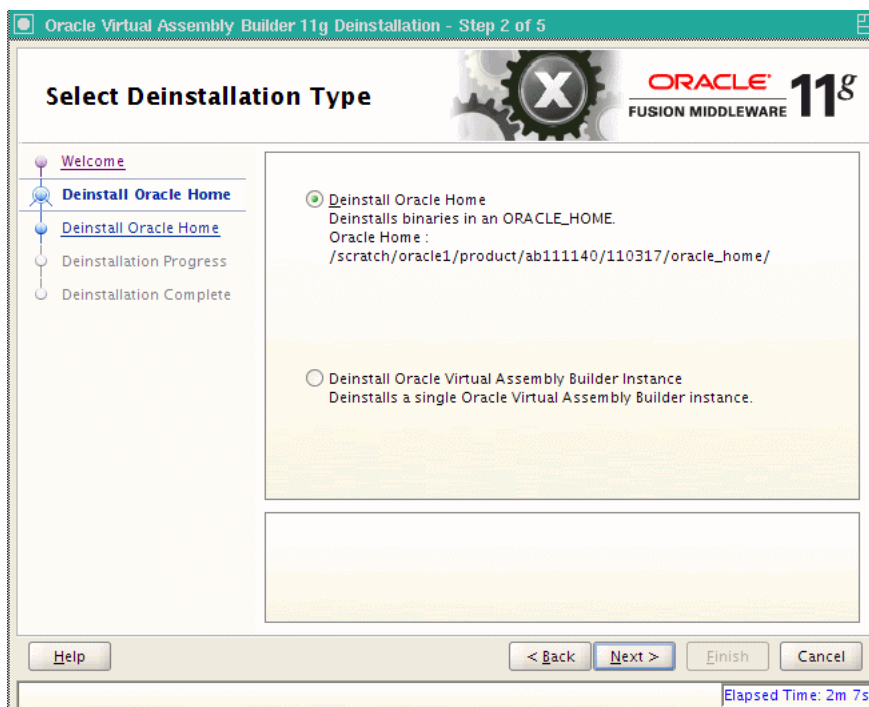 Oracle Virtual Assembly Builder 11g Deinstallation - Step 2 of 5
Select Deinstallation Type
X
ORACLE®
FUSION MIDDLEWARE
11g
Welcome
Deinstall Oracle Home
Deinstall Oracle Home
Deinstallation Progress
Deinstallation Complete
Deinstall Oracle Home
Deinstalls binaries in an ORACLE_HOME.
Oracle Home :
/scratch/oracle1/product/ab111140/110317/oracle_home/
Deinstall Oracle Virtual Assembly Builder Instance
Deinstalls a single Oracle Virtual Assembly Builder instance.
Help
< Back
Next >
Finish
Cancel
Elapsed Time: 2m 7s